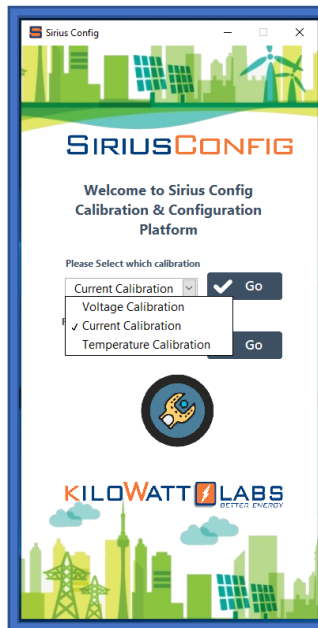 Sirius Config
SIRIUSCONFIG
Welcome to Sirius Config
Calibration & Configuration
Platform
Please Select which calibration
Current Calibration
Go
Voltage Calibration
✓ Current Calibration
Temperature Calibration
Go
KILOWATT LABS
BETTER ENERGY